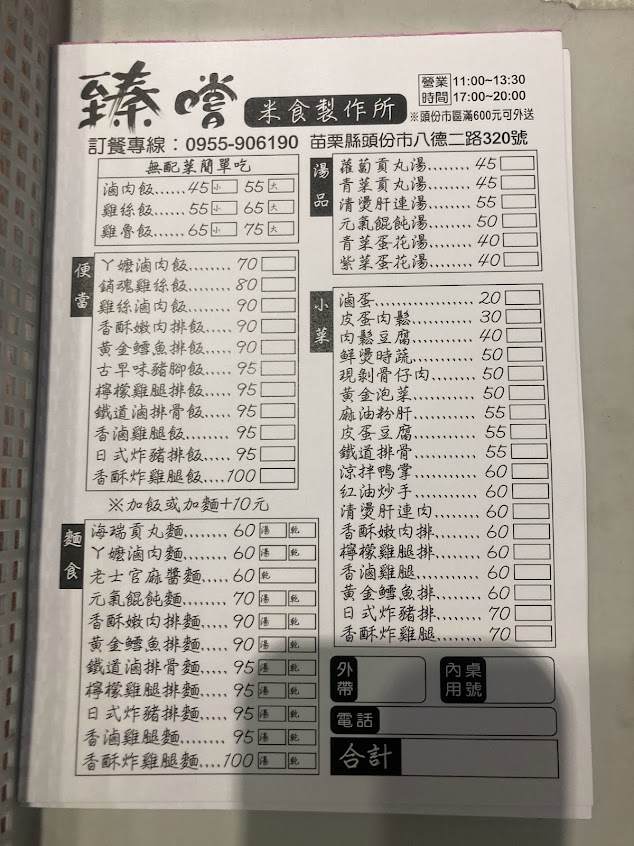 臻嚐 米食製作所
營業時間 11:00~13:30
17:00~20:00
※頭份市區滿600元可外送
訂餐專線：0955-906190 苗栗縣頭份市八德二路320號
無配菜簡單吃
滷肉飯......45 小 55 大
雞絲飯......55 小 65 大
雞魯飯......65 小 75 大
便當
丫嬤滷肉飯........70
銷魂雞絲飯........80
雞絲滷肉飯........90
香酥嫩肉排飯.....90
黃金鱈魚排飯.....90
古早味豬腳飯.....95
檸檬雞腿排飯.....95
鐵道滷排骨飯.....95
香滷雞腿飯........95
日式炸豬排飯.....95
香酥炸雞腿飯....100
※加飯或加麵+10元
麵食
海瑞貢丸麵........60 湯 乾
丫嬤滷肉麵........60 湯 乾
老士官麻醬麵.....60 乾
元氣餛飩麵........70 湯 乾
香酥嫩肉排麵.....90 湯 乾
黃金鱈魚排麵.....90 湯 乾
鐵道滷排骨麵.....95 湯 乾
檸檬雞腿排麵.....95 湯 乾
日式炸豬排麵.....95 湯 乾
香滷雞腿麵........95 湯 乾
香酥炸雞腿麵....100 湯 乾
湯品
蘿蔔貢丸湯........45
青菜貢丸湯........45
清燙肝連湯........55
元氣餛飩湯........50
青菜蛋花湯........40
紫菜蛋花湯........40
小菜
滷蛋..................20
皮蛋肉鬆............30
肉鬆豆腐............40
鮮燙時蔬............50
現剝骨仔肉.........50
黃金泡菜............50
麻油粉肝............55
皮蛋豆腐............55
鐵道排骨............55
涼拌鴨掌............60
紅油炒手............60
清燙肝連肉.........60
香酥嫩肉排.........60
檸檬雞腿排.........60
香滷雞腿............60
黃金鱈魚排.........60
日式炸豬排.........70
香酥炸雞腿.........70
外帶
內用桌號
電話
合計